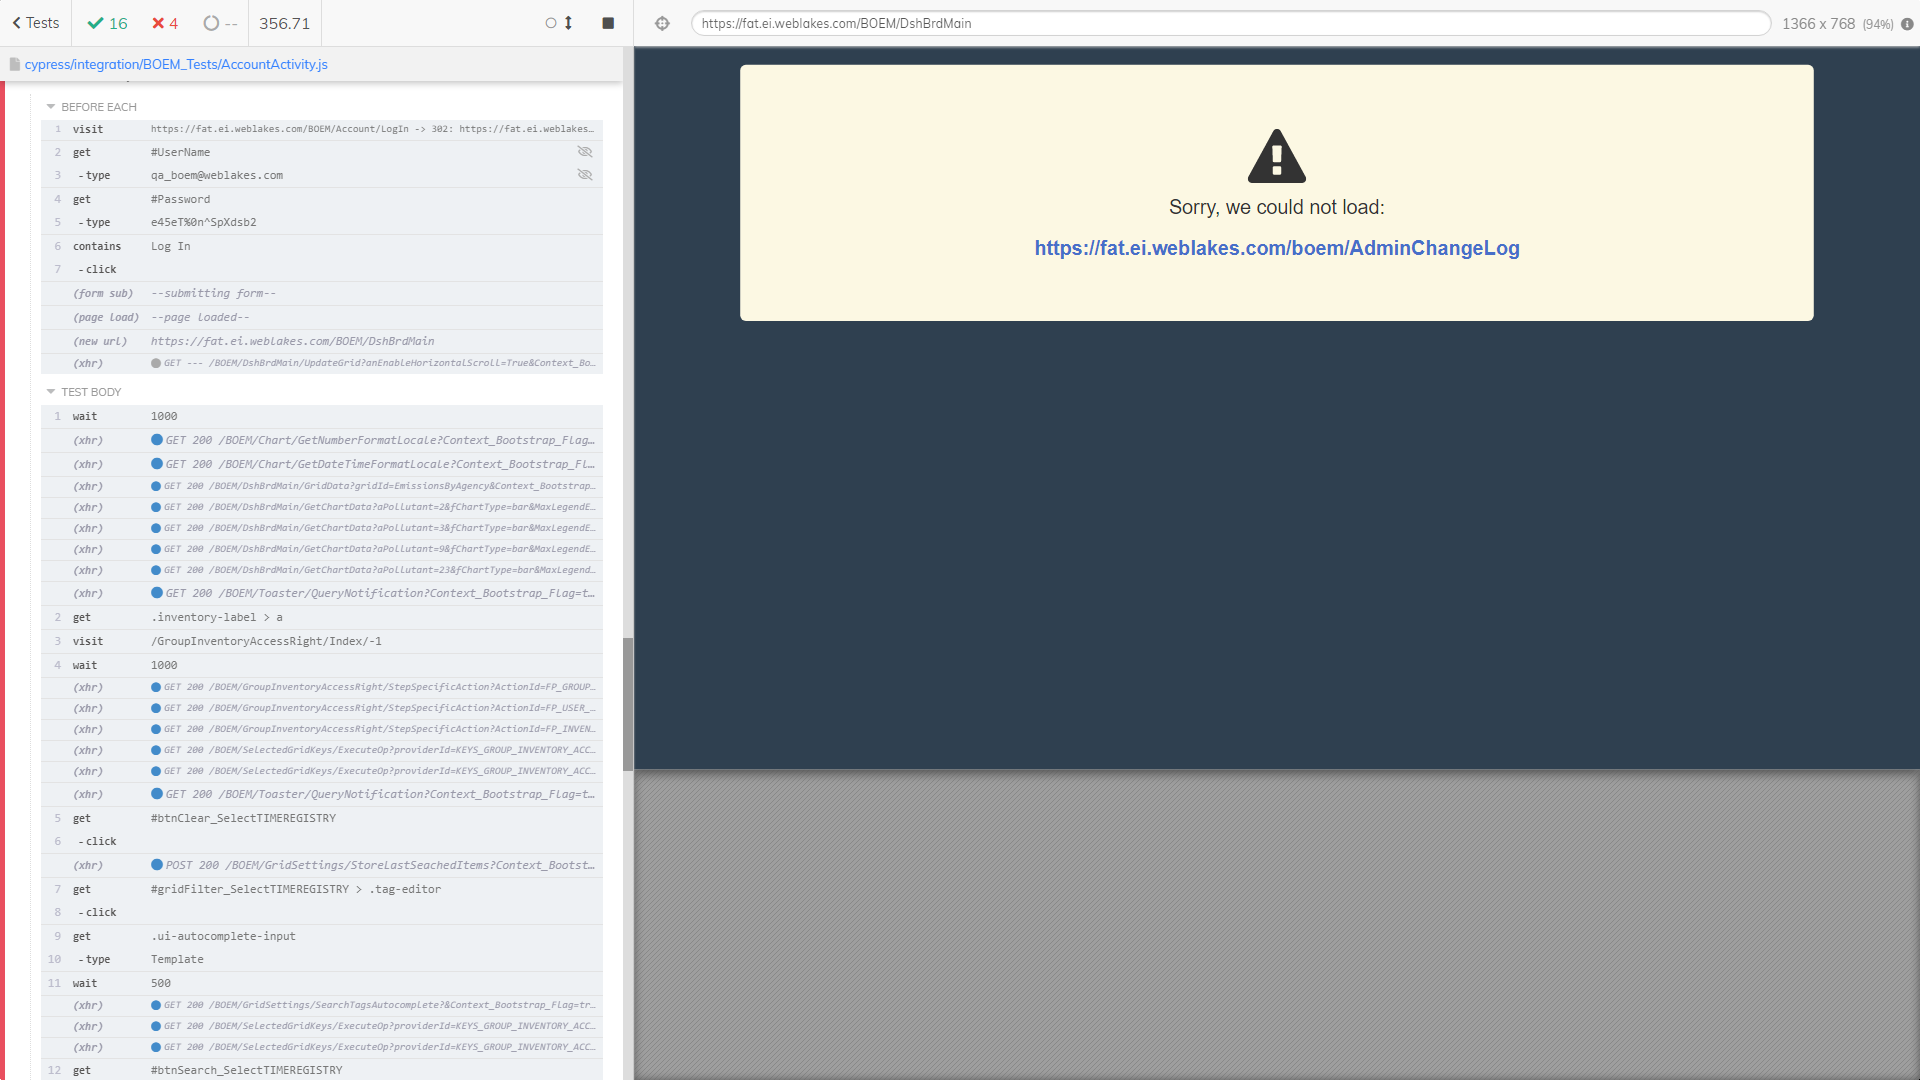 Tests
16
4
--
356.71
https://fat.ei.weblakes.com/BOEM/DshBrdMain
1366 x 768 (94%)
cypress/integration/BOEM_Tests/AccountActivity.js
BEFORE EACH
1 visit https://fat.ei.weblakes.com/BOEM/Account/LogIn -> 302: https://fat.ei.weblakes…
2 get #UserName
3 - type qa_boem@weblakes.com
4 get #Password
5 - type e45eT%0n^SpXdsb2
6 contains Log In
7 - click
(form sub) --submitting form--
(page load) --page loaded--
(new url) https://fat.ei.weblakes.com/BOEM/DshBrdMain
(xhr) GET --- /BOEM/DshBrdMain/UpdateGrid?anEnableHorizontalScroll=True&Context_Bo…
TEST BODY
1 wait 1000
(xhr) GET 200 /BOEM/Chart/GetNumberFormatLocale?Context_Bootstrap_Flag…
(xhr) GET 200 /BOEM/Chart/GetDateTimeFormatLocale?Context_Bootstrap_Fl…
(xhr) GET 200 /BOEM/DshBrdMain/GridData?gridId=EmissionsByAgency&Context_Bootstrap…
(xhr) GET 200 /BOEM/DshBrdMain/GetChartData?aPollutant=2&fChartType=bar&MaxLegendE…
(xhr) GET 200 /BOEM/DshBrdMain/GetChartData?aPollutant=3&fChartType=bar&MaxLegendE…
(xhr) GET 200 /BOEM/DshBrdMain/GetChartData?aPollutant=9&fChartType=bar&MaxLegendE…
(xhr) GET 200 /BOEM/DshBrdMain/GetChartData?aPollutant=23&fChartType=bar&MaxLegend…
(xhr) GET 200 /BOEM/Toaster/QueryNotification?Context_Bootstrap_Flag=t…
2 get .inventory-label > a
3 visit /GroupInventoryAccessRight/Index/-1
4 wait 1000
(xhr) GET 200 /BOEM/GroupInventoryAccessRight/StepSpecificAction?ActionId=FP_GROUP…
(xhr) GET 200 /BOEM/GroupInventoryAccessRight/StepSpecificAction?ActionId=FP_USER_…
(xhr) GET 200 /BOEM/GroupInventoryAccessRight/StepSpecificAction?ActionId=FP_INVEN…
(xhr) GET 200 /BOEM/SelectedGridKeys/ExecuteOp?providerId=KEYS_GROUP_INVENTORY_ACC…
(xhr) GET 200 /BOEM/SelectedGridKeys/ExecuteOp?providerId=KEYS_GROUP_INVENTORY_ACC…
(xhr) GET 200 /BOEM/Toaster/QueryNotification?Context_Bootstrap_Flag=t…
5 get #btnClear_SelectTIMEREGISTRY
6 - click
(xhr) POST 200 /BOEM/GridSettings/StoreLastSeachedItems?Context_Bootst…
7 get #gridFilter_SelectTIMEREGISTRY > .tag-editor
8 - click
9 get .ui-autocomplete-input
10 - type Template
11 wait 500
(xhr) GET 200 /BOEM/GridSettings/SearchTagsAutocomplete?&Context_Bootstrap_Flag=tr…
(xhr) GET 200 /BOEM/SelectedGridKeys/ExecuteOp?providerId=KEYS_GROUP_INVENTORY_ACC…
(xhr) GET 200 /BOEM/SelectedGridKeys/ExecuteOp?providerId=KEYS_GROUP_INVENTORY_ACC…
12 get #btnSearch_SelectTIMEREGISTRY
Sorry, we could not load:
https://fat.ei.weblakes.com/boem/AdminChangeLog